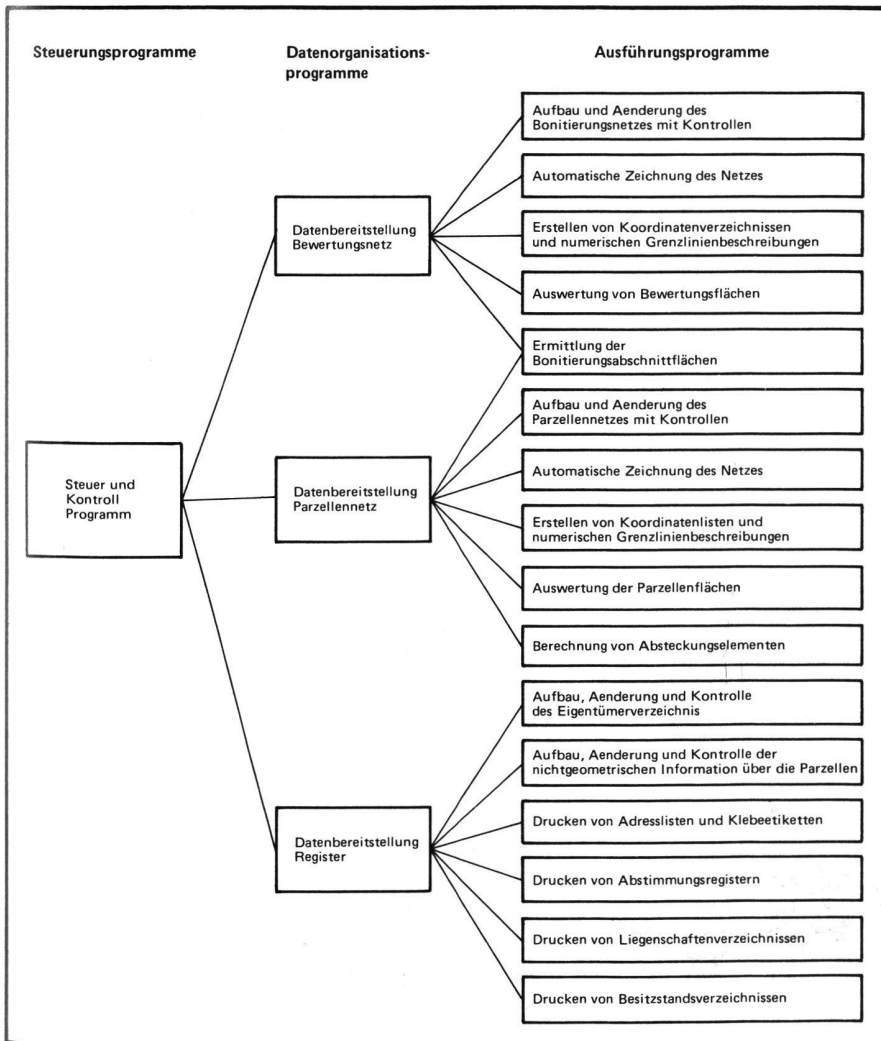 Steuerungsprogramme
Datenorganisations-
programme
Ausführungsprogramme
Steuer und
Kontroll
Programm
Datenbereitstellung
Bewertungsnetz
Datenbereitstellung
Parzellennetz
Datenbereitstellung
Register
Aufbau und Aenderung des
Bonitierungsnetzes mit Kontrollen
Automatische Zeichnung des Netzes
Erstellen von Koordinatenverzeichnissen
und numerischen Grenzlinienbeschreibungen
Auswertung von Bewertungsflächen
Ermittlung der
Bonitierungsabschnittflächen
Aufbau und Aenderung des
Parzellennetzes mit Kontrollen
Automatische Zeichnung des Netzes
Erstellen von Koordinatenlisten und
numerischen Grenzlinienbeschreibungen
Auswertung der Parzellenflächen
Berechnung von Absteckungselementen
Aufbau, Aenderung und Kontrolle
des Eigentümerverzeichnis
Aufbau, Aenderung und Kontrolle der
nichtgeometrischen Information über die Parzellen
Drucken von Adresslisten und Klebeetiketten
Drucken von Abstimmungsregistern
Drucken von Liegenschaftenverzeichnissen
Drucken von Besitzstandsverzeichnissen